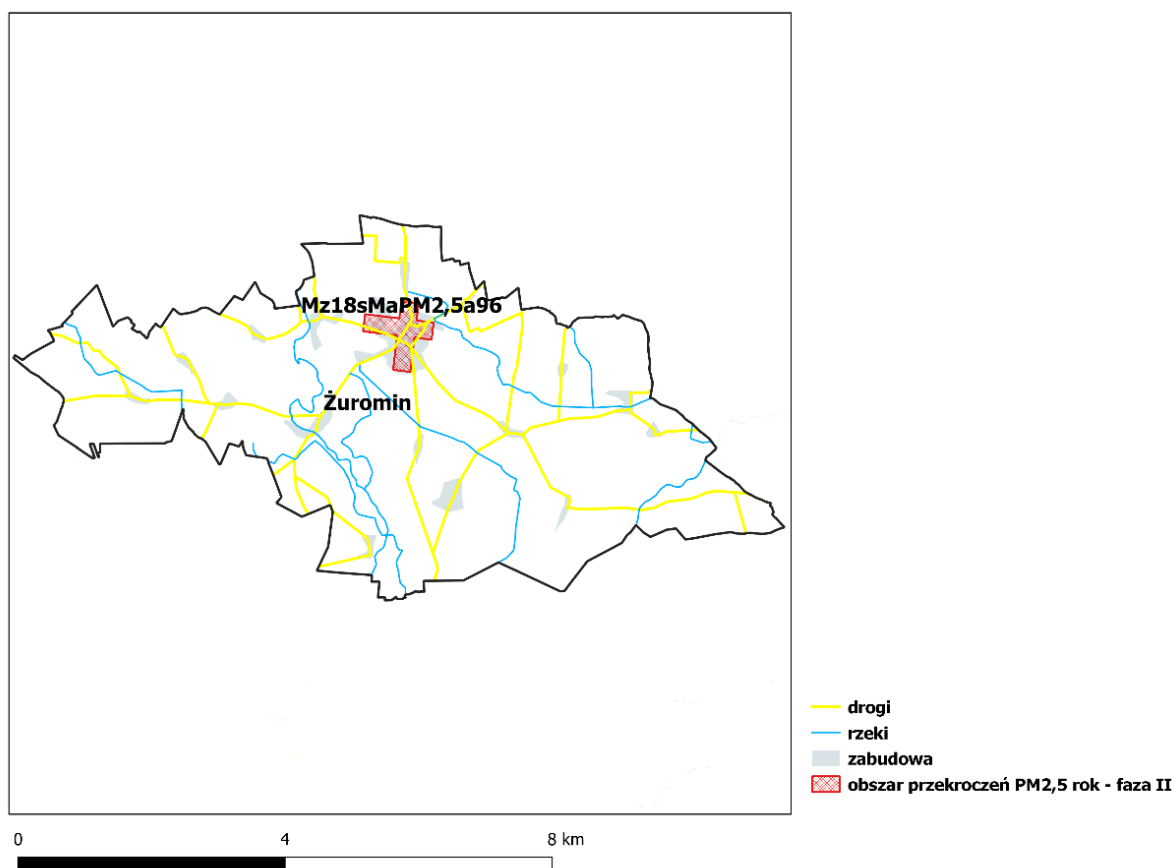 Mz18sMaPM2,5a96
Żuromin
drogi
rzeki
zabudowa
obszar przekroczeń PM2,5 rok - faza II
0 4 8 km